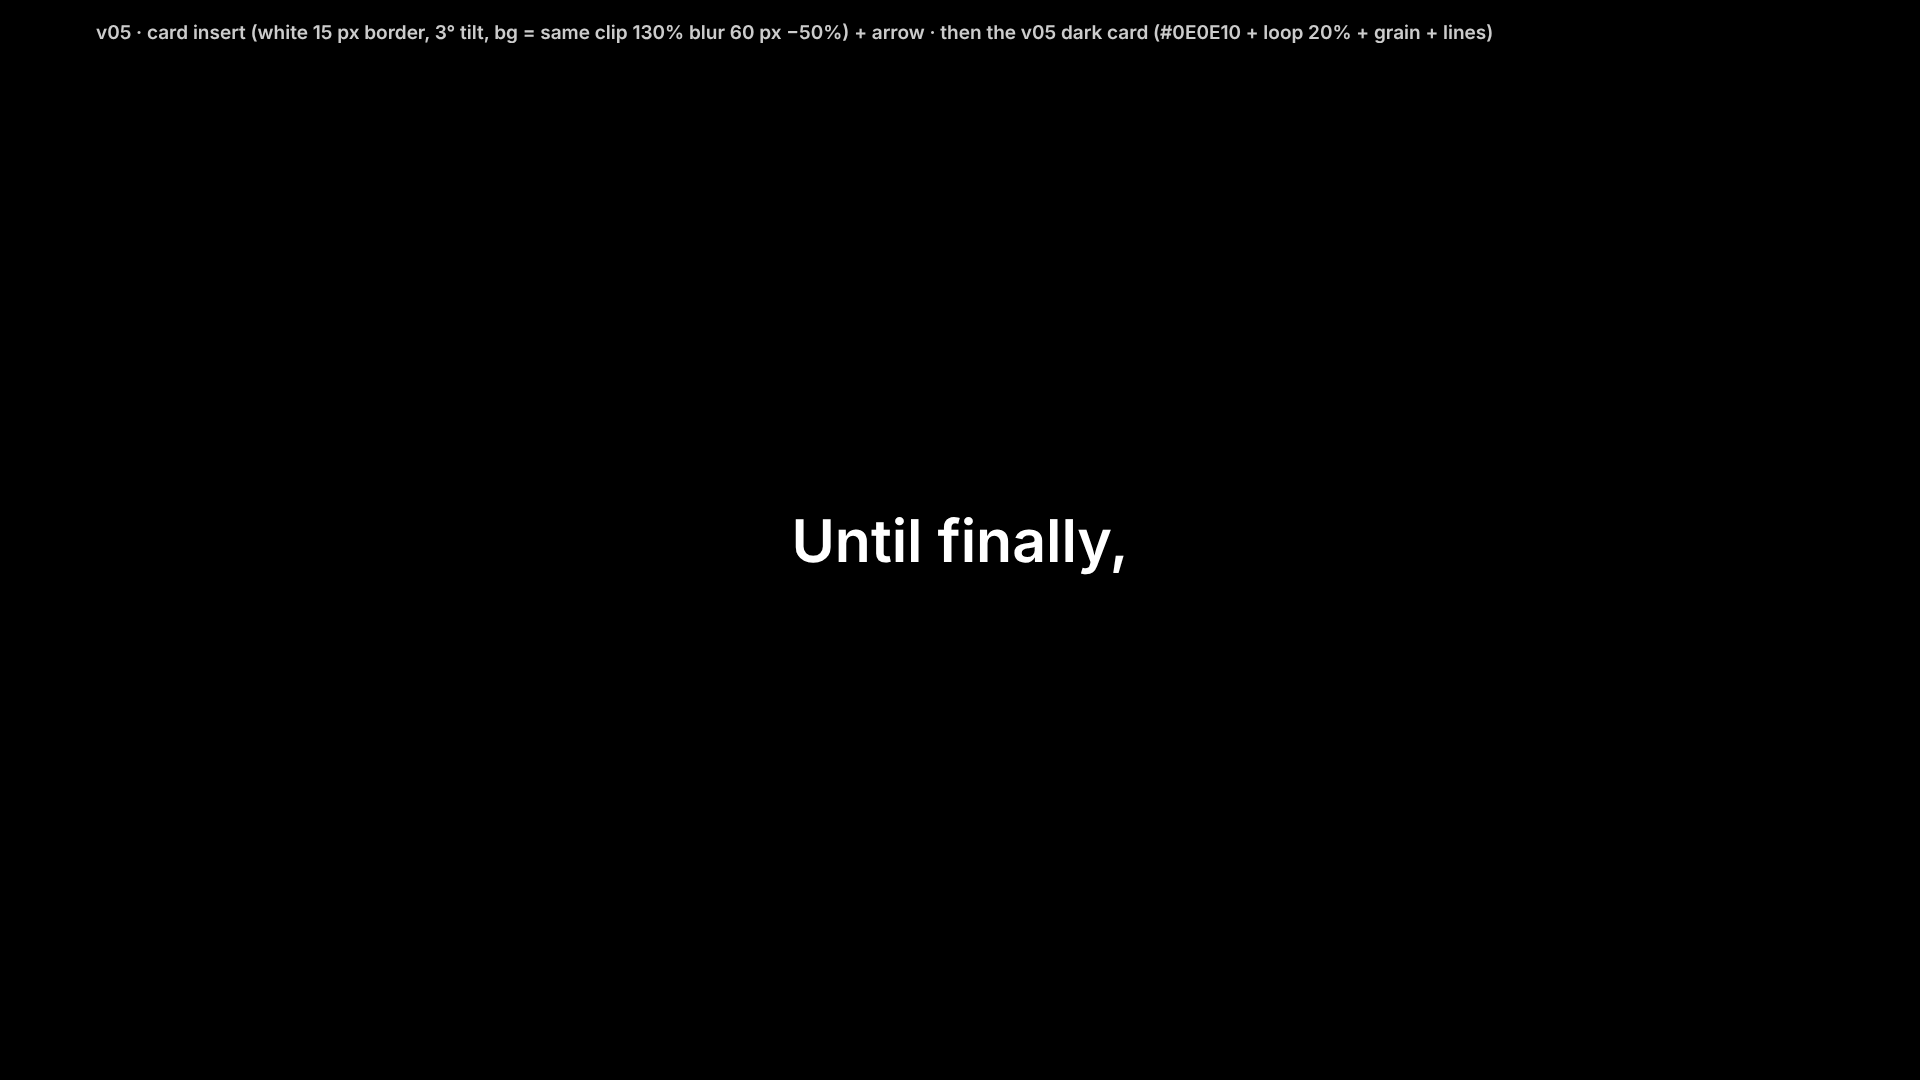 v05 · card insert (white 15 px border, 3° tilt, bg = same clip 130% blur 60 px −50%) + arrow · then the v05 dark card (#0E0E10 + loop 20% + grain + lines)
Until finally,